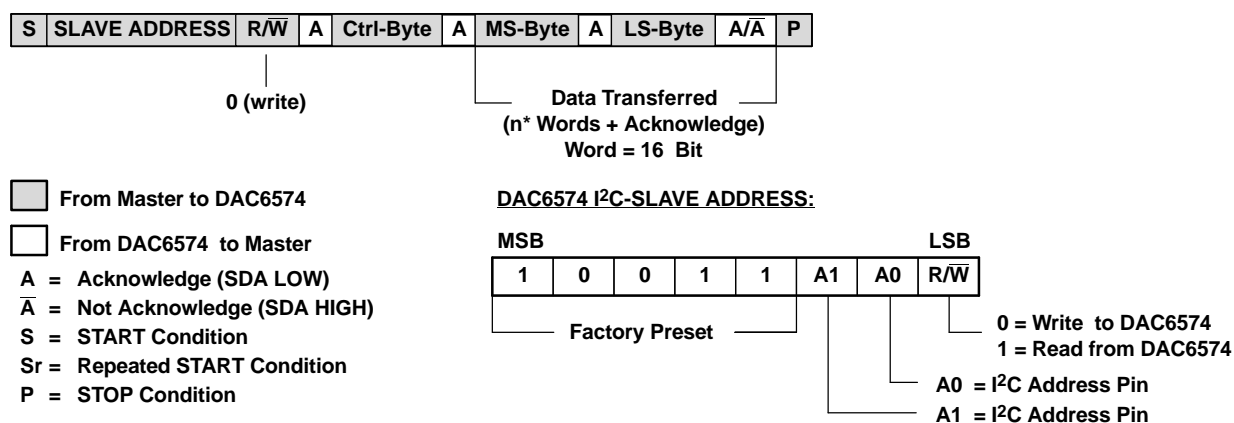 S SLAVE ADDRESS R/W̅ A Ctrl-Byte A MS-Byte A LS-Byte A/A̅ P
0 (write)
Data Transferred
(n* Words + Acknowledge)
Word = 16 Bit
From Master to DAC6574
From DAC6574 to Master
A = Acknowledge (SDA LOW)
A̅ = Not Acknowledge (SDA HIGH)
S = START Condition
Sr = Repeated START Condition
P = STOP Condition
DAC6574 I²C-SLAVE ADDRESS:
MSB LSB
1 0 0 1 1 A1 A0 R/W̅
Factory Preset
0 = Write to DAC6574
1 = Read from DAC6574
A0 = I²C Address Pin
A1 = I²C Address Pin